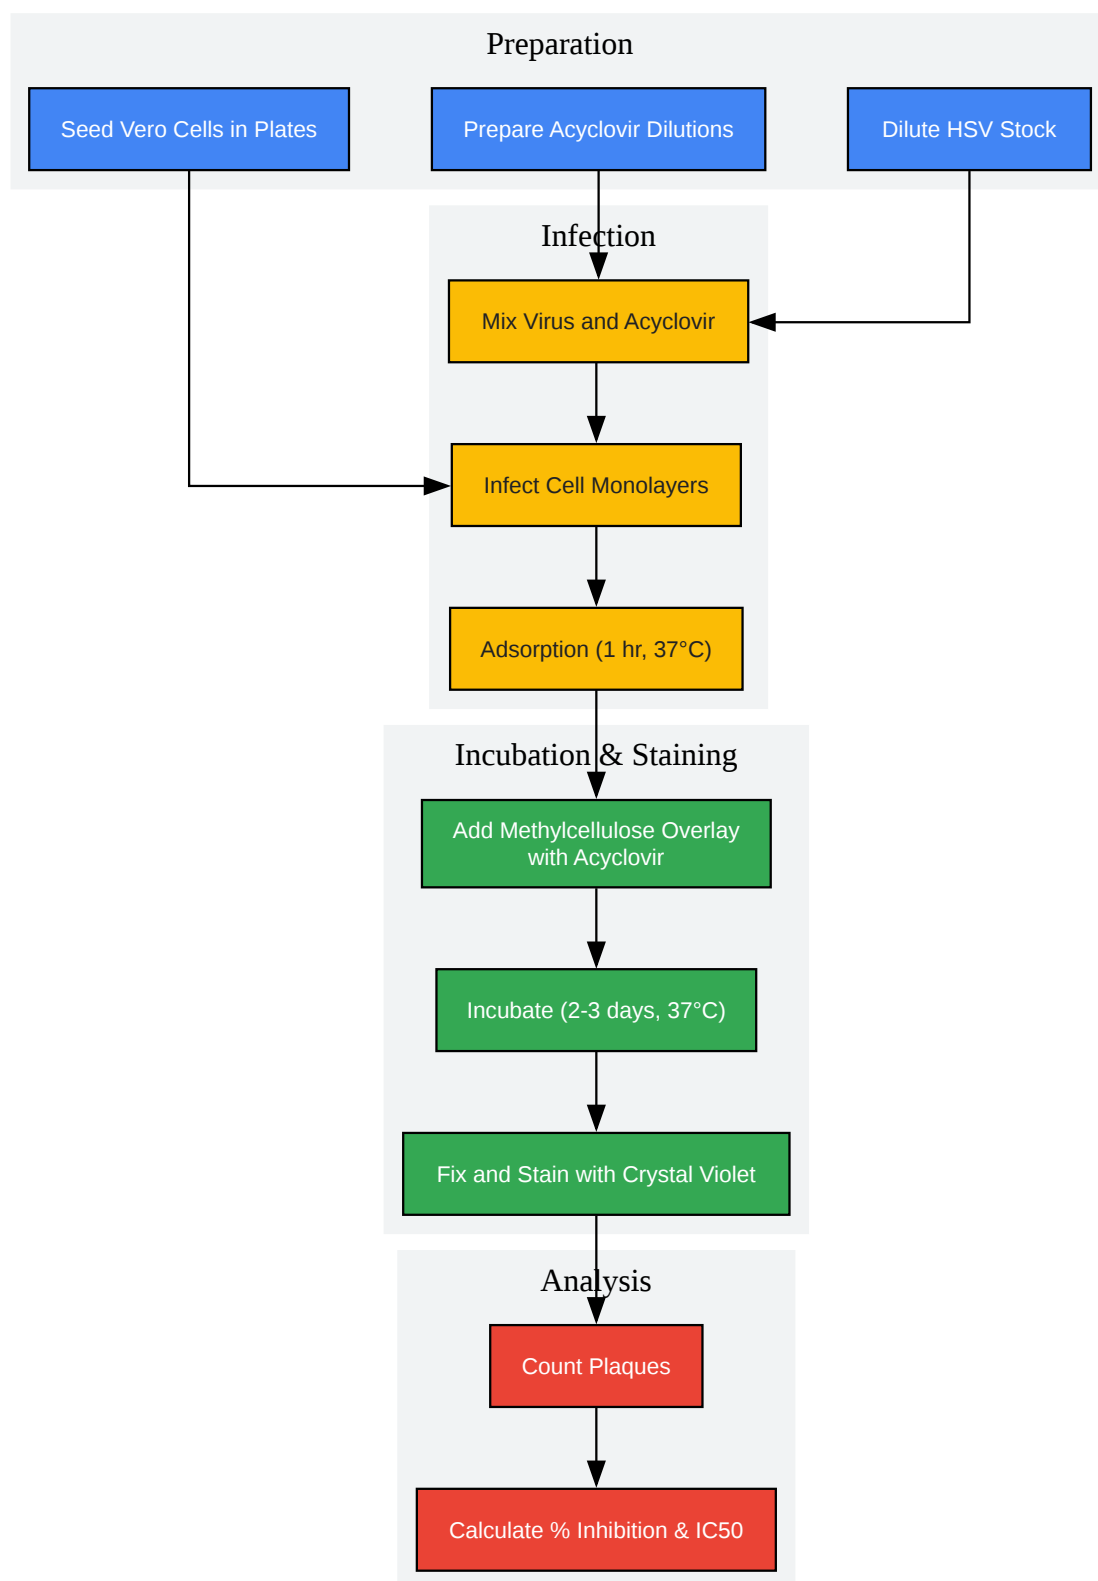 Preparation
Seed Vero Cells in Plates
Prepare Acyclovir Dilutions
Dilute HSV Stock
Infection
Mix Virus and Acyclovir
Infect Cell Monolayers
Adsorption (1 hr, 37°C)
Incubation & Staining
Add Methylcellulose Overlay
with Acyclovir
Incubate (2-3 days, 37°C)
Fix and Stain with Crystal Violet
Analysis
Count Plaques
Calculate % Inhibition & IC50